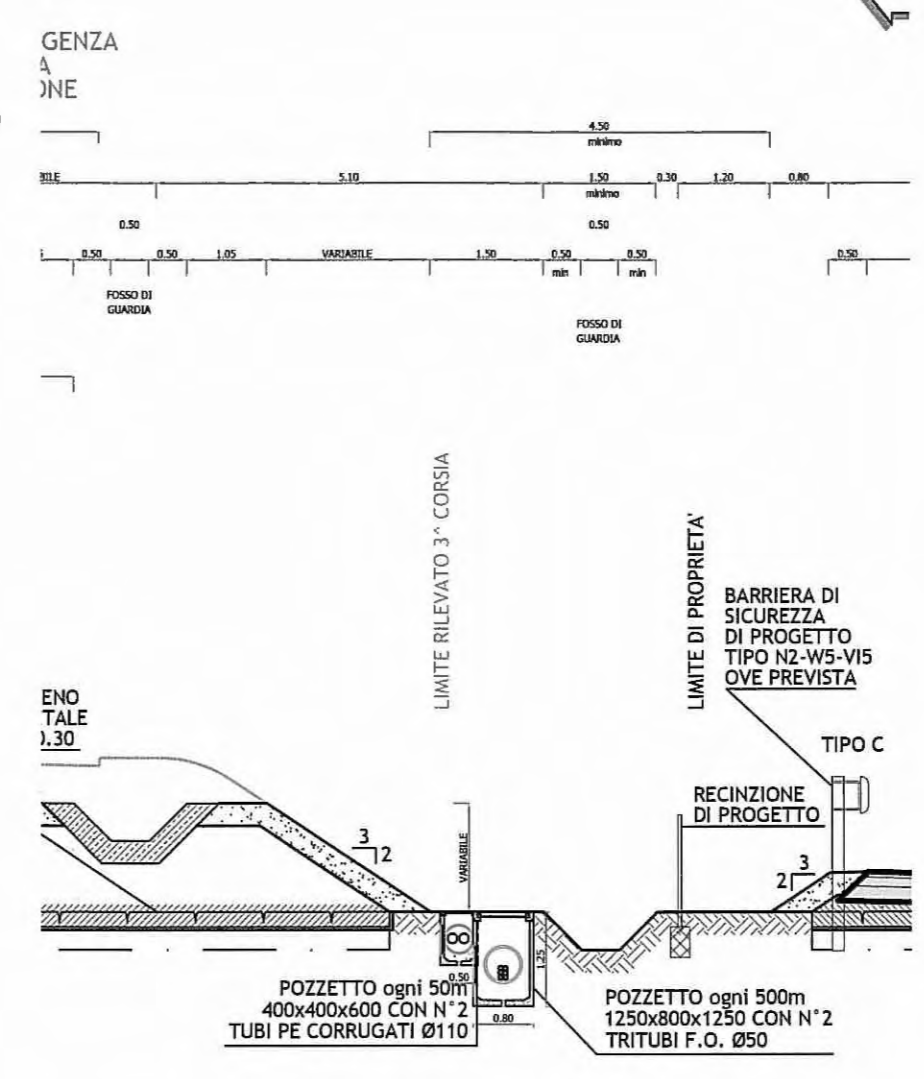 GENZA
A
ONE
4.50
minimo
BILE
5.10
1.50
minimo
0.30
1.20
0.80
0.50
0.50
0.50
0.50
1.05
VARIABILE
1.50
0.50
min
0.50
min
0.50
FOSSO DI
GUARDIA
FOSSO DI
GUARDIA
LIMITE RILEVATO 3^ CORSIA
LIMITE DI PROPRIETA'
BARRIERA DI
SICUREZZA
DI PROGETTO
TIPO N2-W5-VI5
OVE PREVISTA
ENO
TALE
0.30
TIPO C
RECINZIONE
DI PROGETTO
3
2
VARIABILE
3
2
0.50
1.25
0.80
POZZETTO ogni 50m
400x400x600 CON N°2
TUBI PE CORRUGATI Ø110
POZZETTO ogni 500m
1250x800x1250 CON N°2
TRITUBI F.O. Ø50